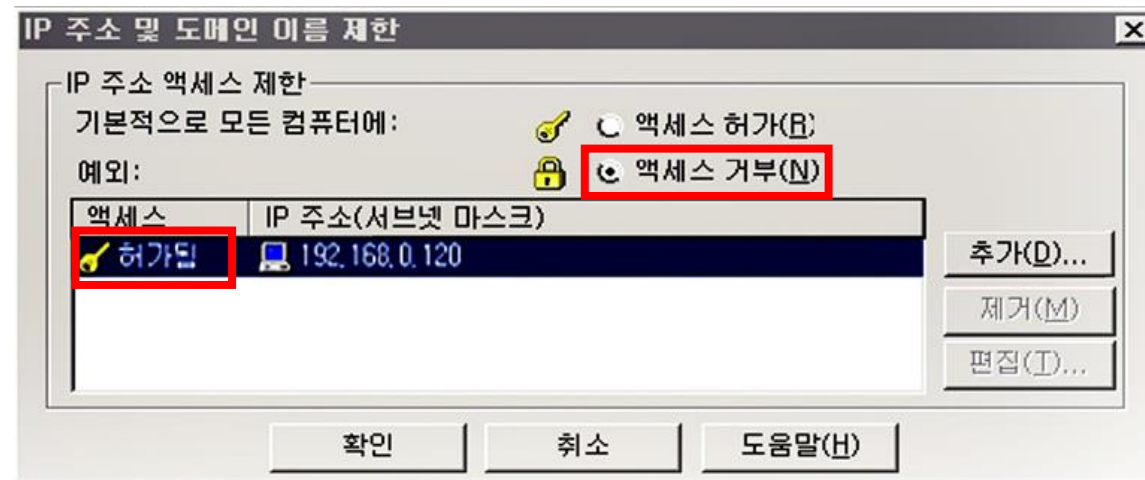 IP 주소 및 도메인 이름 제한
IP 주소 액세스 제한
기본적으로 모든 컴퓨터에: 액세스 허가(R)
예외: 액세스 거부(N)
액세스 IP 주소(서브넷 마스크)
허가됨 192.168.0.120
추가(D)...
제거(M)
편집(T)...
확인 취소 도움말(H)